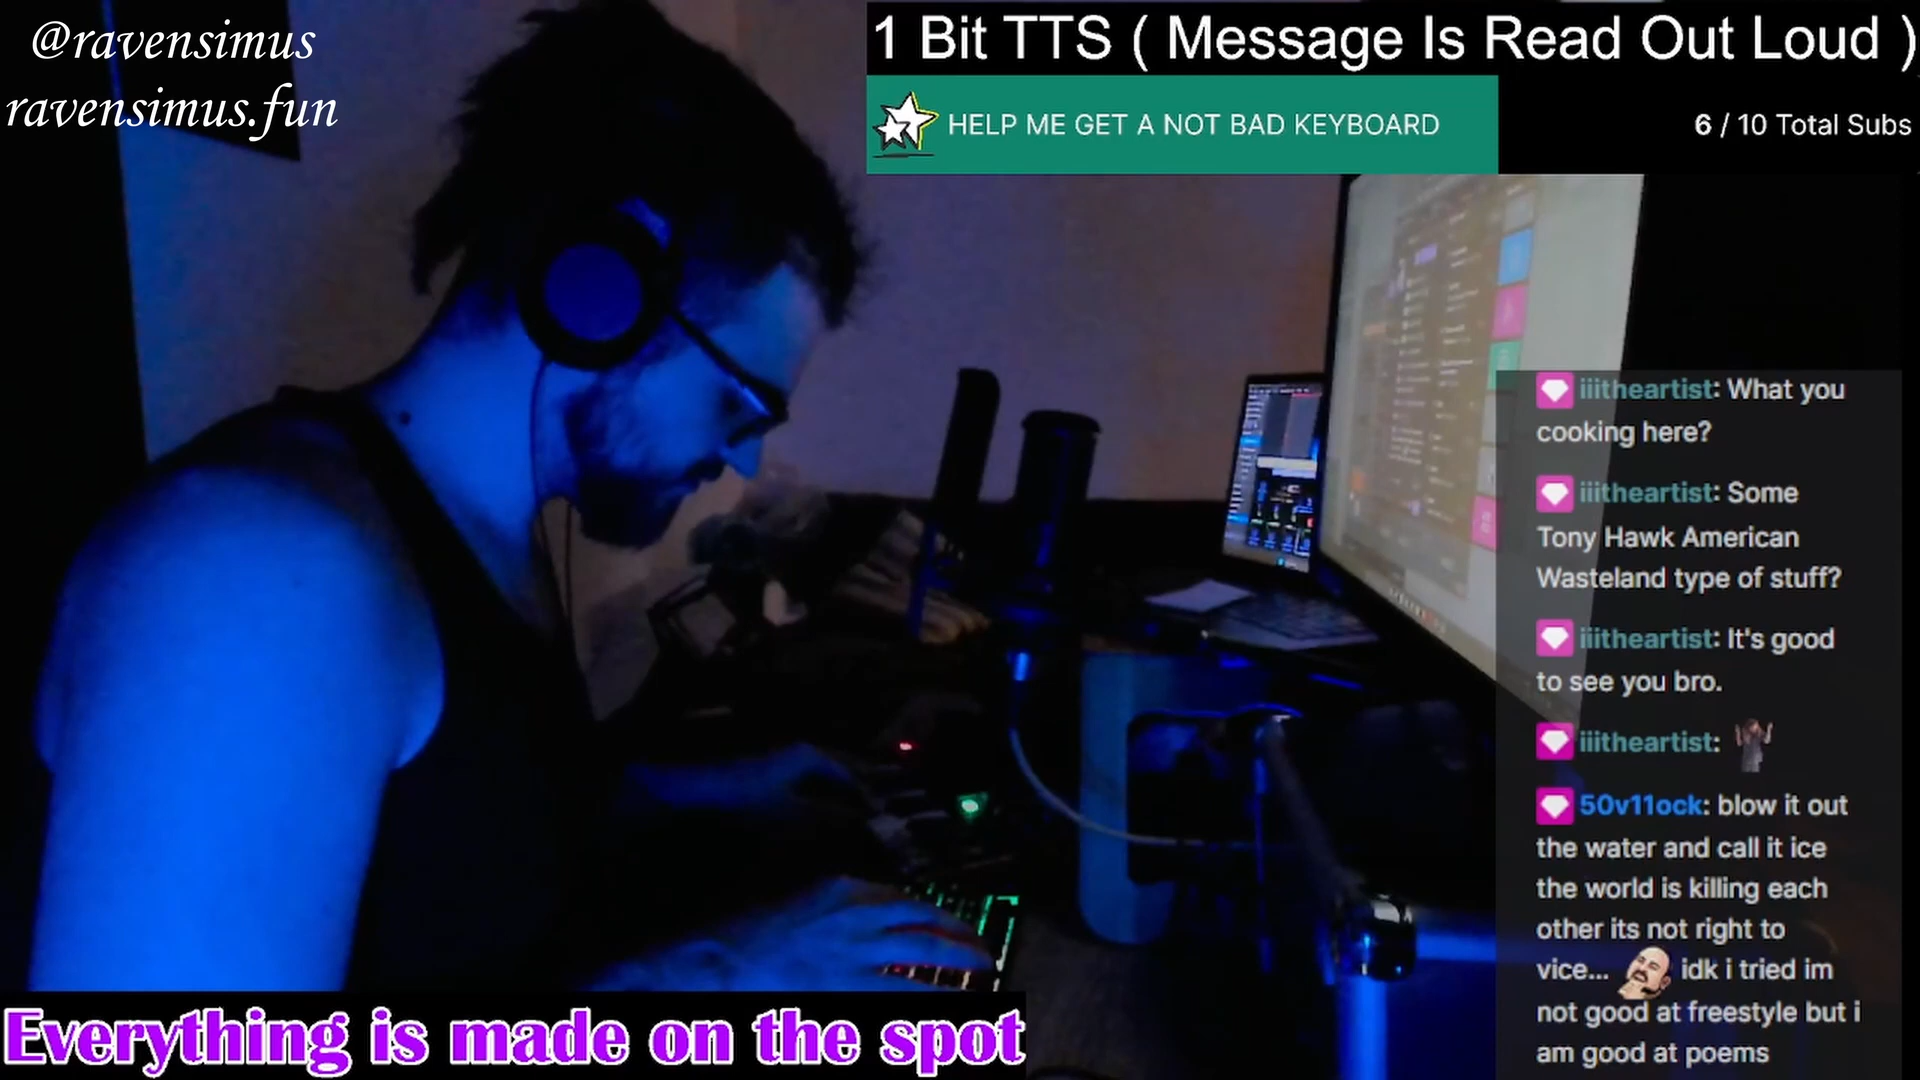 @ravensimus
ravensimus.fun
1 Bit TTS ( Message Is Read Out Loud )
HELP ME GET A NOT BAD KEYBOARD
6 / 10 Total Subs
iiitheartist: What you
cooking here?
iiitheartist: Some
Tony Hawk American
Wasteland type of stuff?
iiitheartist: It's good
to see you bro.
iiitheartist:
50v11ock: blow it out
the water and call it ice
the world is killing each
other its not right to
vice... idk i tried im
not good at freestyle but i
am good at poems
Everything is made on the spot